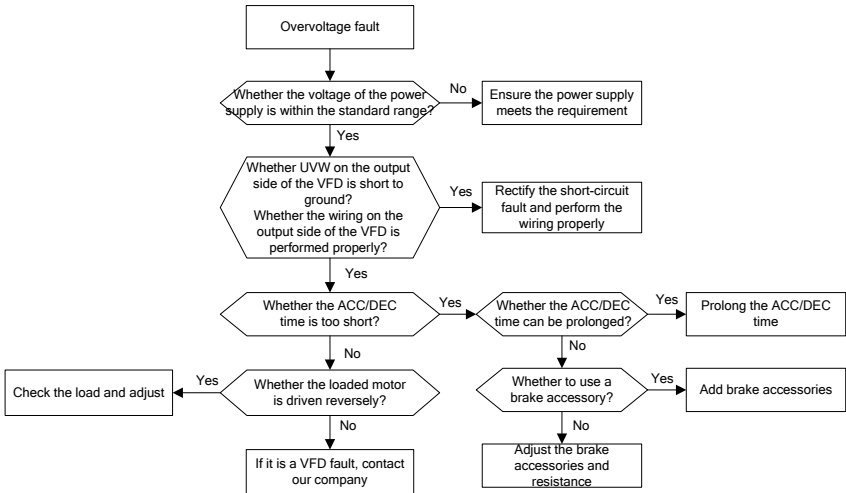 Overvoltage fault
Whether the voltage of the power
supply is within the standard range?
No
Ensure the power supply
meets the requirement
Yes
Whether UVW on the output
side of the VFD is short to
ground?
Whether the wiring on the
output side of the VFD is
performed properly?
Yes
Rectify the short-circuit
fault and perform the
wiring properly
Yes
Whether the ACC/DEC
time is too short?
Yes
Whether the ACC/DEC
time can be prolonged?
Yes
Prolong the ACC/DEC
time
No
No
Check the load and adjust
Yes
Whether the loaded motor
is driven reversely?
Whether to use a
brake accessory?
Yes
Add brake accessories
No
No
If it is a VFD fault, contact
our company
Adjust the brake
accessories and
resistance